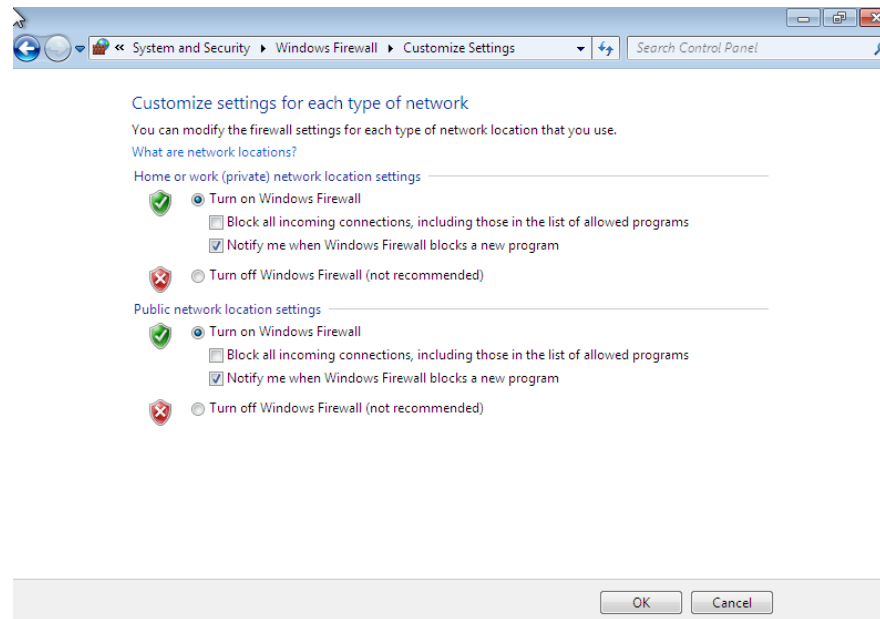 « System and Security ▸ Windows Firewall ▸ Customize Settings
Search Control Panel
Customize settings for each type of network
You can modify the firewall settings for each type of network location that you use.
What are network locations?
Home or work (private) network location settings
Turn on Windows Firewall
Block all incoming connections, including those in the list of allowed programs
Notify me when Windows Firewall blocks a new program
Turn off Windows Firewall (not recommended)
Public network location settings
Turn on Windows Firewall
Block all incoming connections, including those in the list of allowed programs
Notify me when Windows Firewall blocks a new program
Turn off Windows Firewall (not recommended)
OK
Cancel